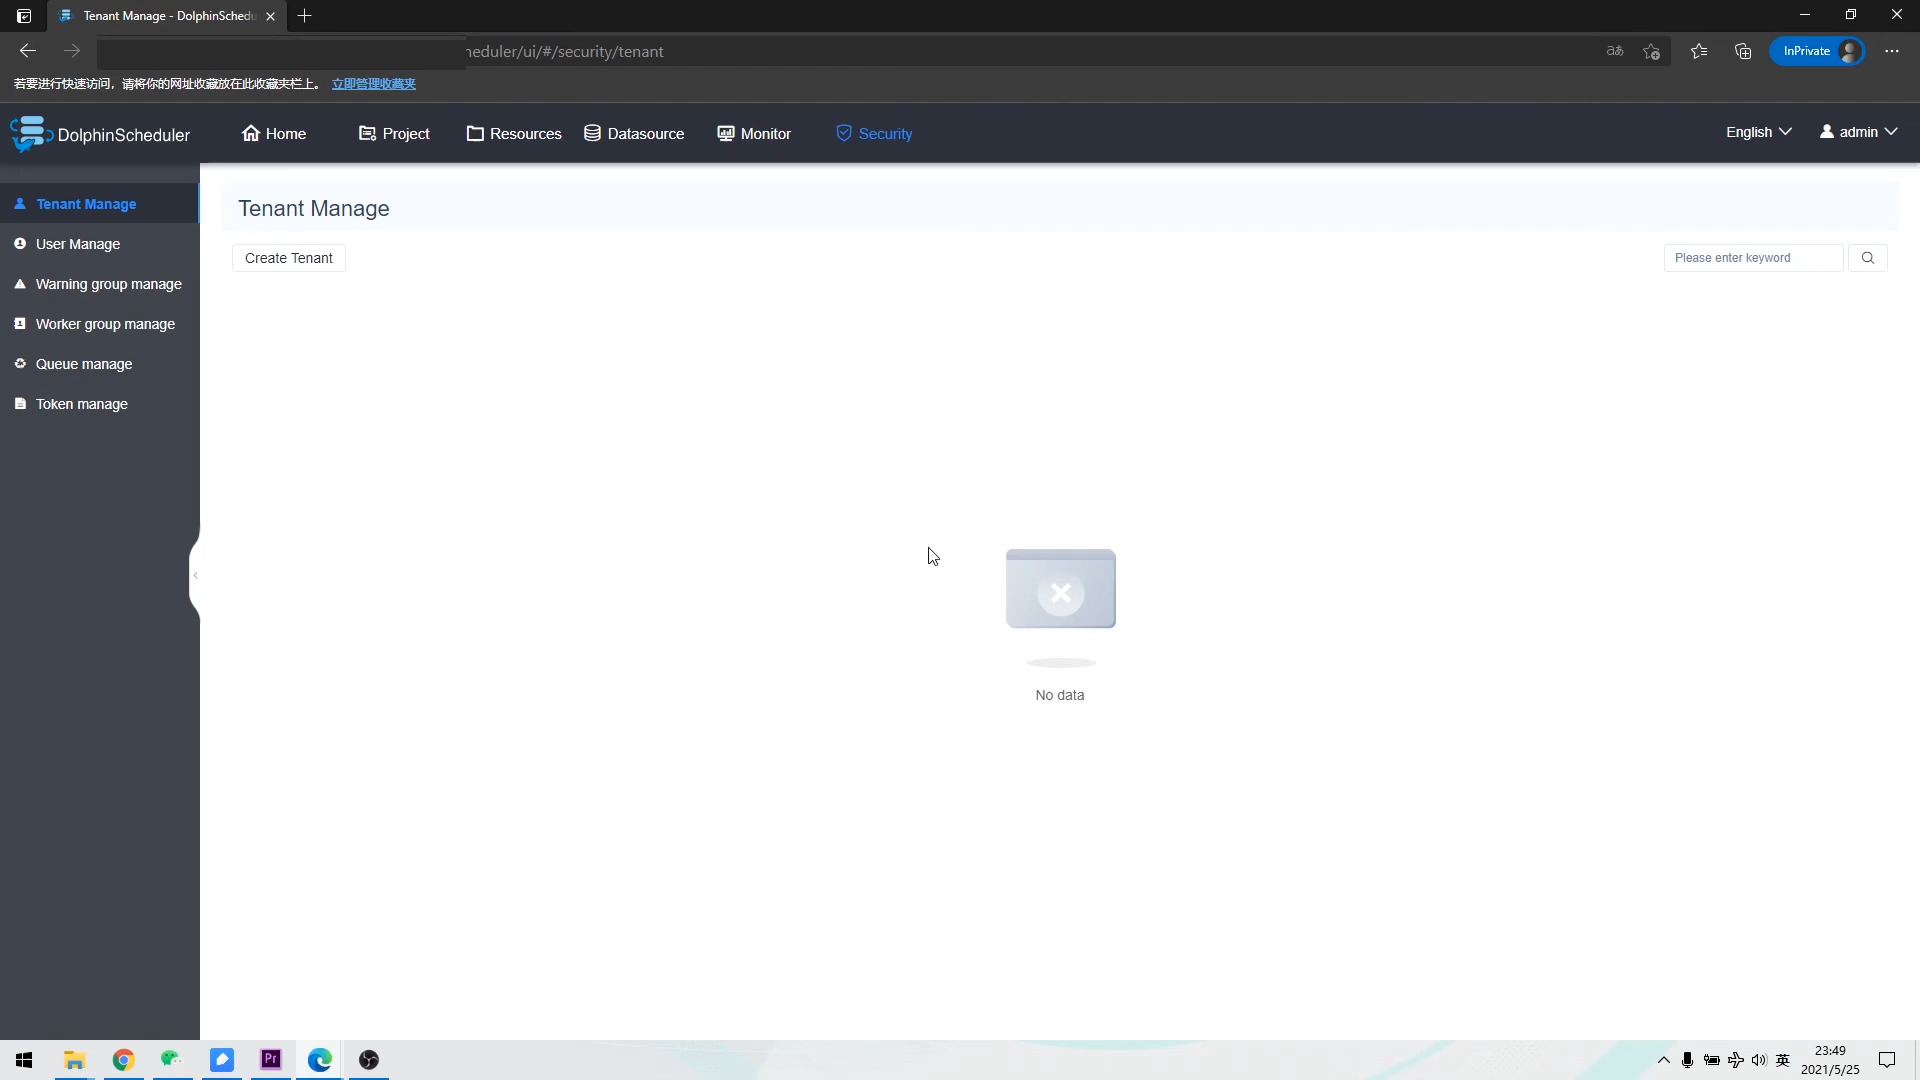 Tenant Manage - DolphinSchedu
heduler/ui/#/security/tenant
aあ
InPrivate
若要进行快速访问，请将你的网址收藏放在此收藏夹栏上。 立即管理收藏夹
DolphinScheduler
Home
Project
Resources
Datasource
Monitor
Security
English
admin
Tenant Manage
User Manage
Warning group manage
Worker group manage
Queue manage
Token manage
Tenant Manage
Create Tenant
Please enter keyword
No data
Pr
英
23:49
2021/5/25